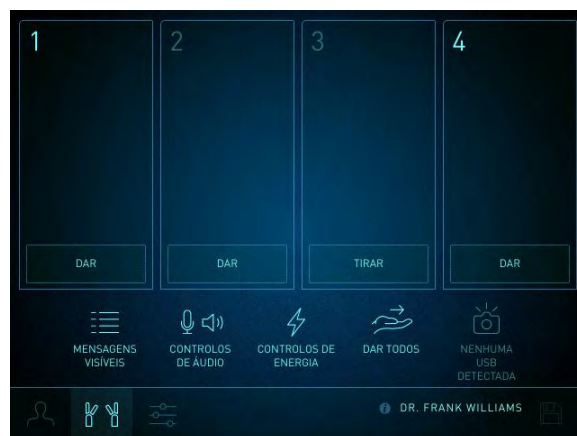 1 2 3 4
DAR DAR TIRAR DAR
MENSAGENS VISÍVEIS
CONTROLOS DE ÁUDIO
CONTROLOS DE ENERGIA
DAR TODOS
NENHUMA USB DETECTADA
DR. FRANK WILLIAMS